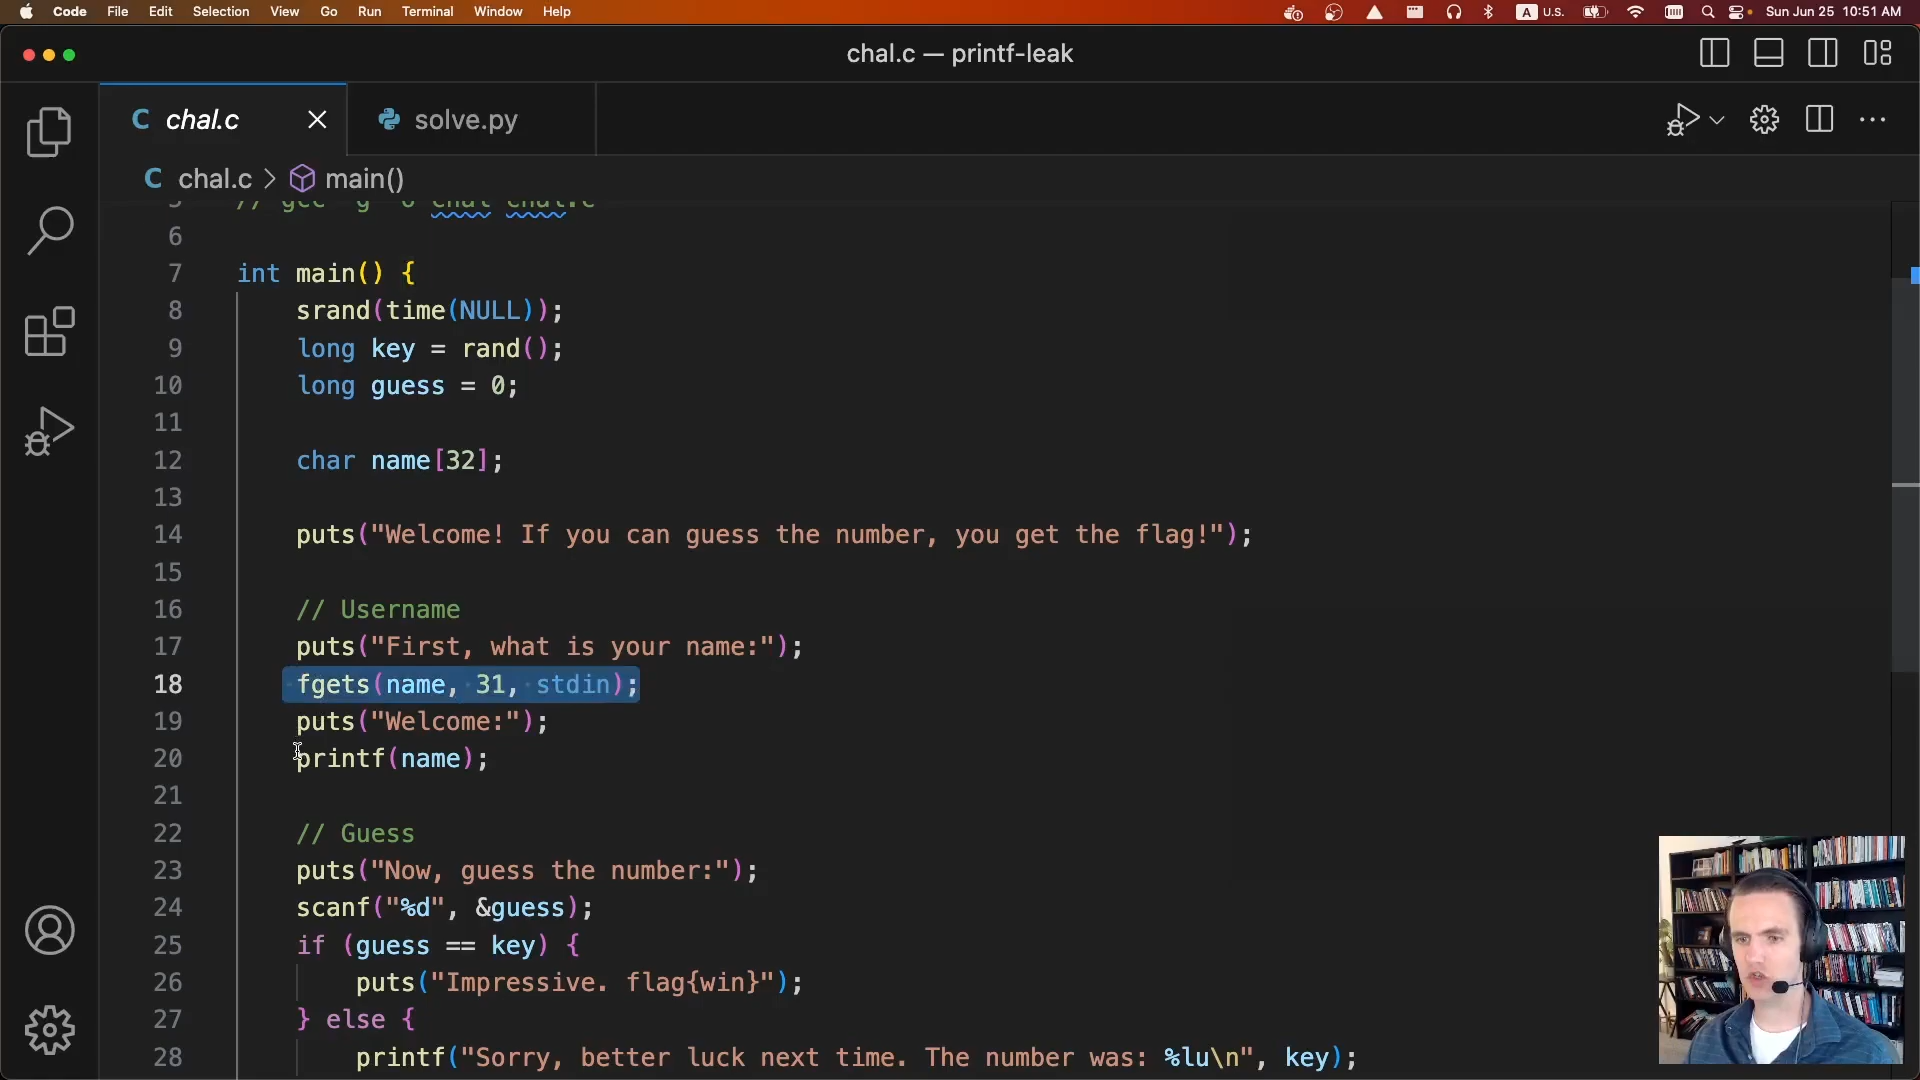 Code File Edit Selection View Go Run Terminal Window Help A U.S. Sun Jun 25 10:51 AM
chal.c — printf-leak
C chal.c solve.py
C chal.c > main()
5 // gcc -g -o chal chal.c
6
7 int main() {
8 srand(time(NULL));
9 long key = rand();
10 long guess = 0;
11
12 char name[32];
13
14 puts("Welcome! If you can guess the number, you get the flag!");
15
16 // Username
17 puts("First, what is your name:");
18 fgets(name, 31, stdin);
19 puts("Welcome:");
20 printf(name);
21
22 // Guess
23 puts("Now, guess the number:");
24 scanf("%d", &guess);
25 if (guess == key) {
26 puts("Impressive. flag{win}");
27 } else {
28 printf("Sorry, better luck next time. The number was: %lu\n", key);